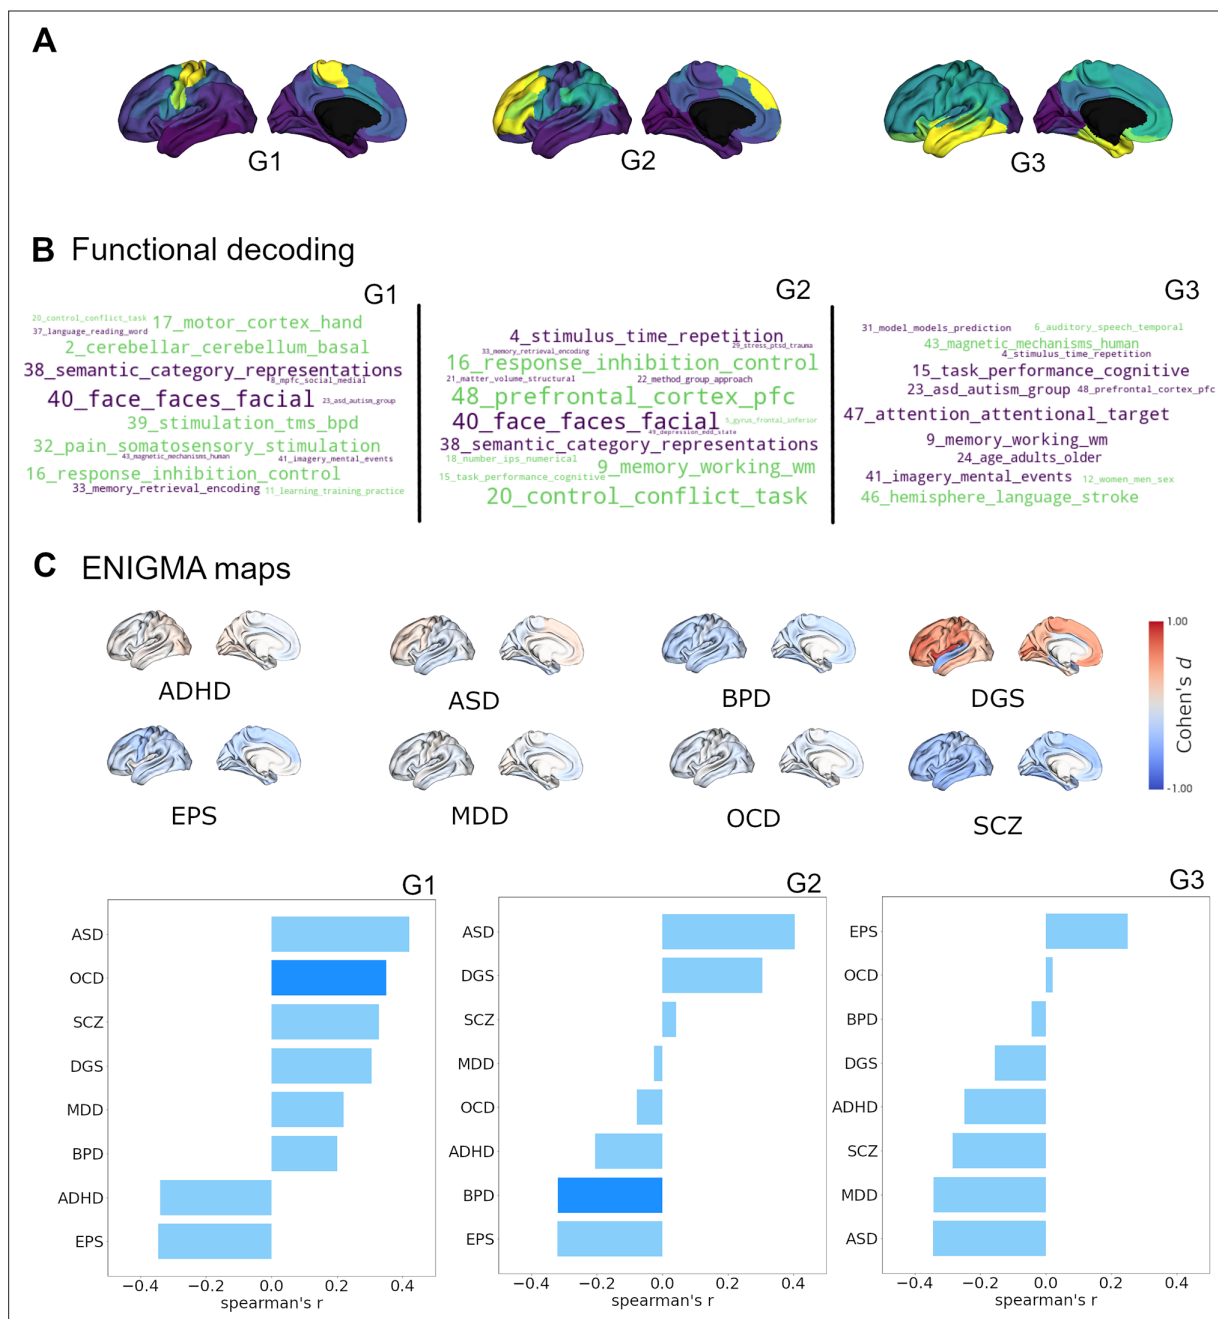 A
G1
G2
G3
B Functional decoding
G1
20_control_conflict_task 17_motor_cortex_hand
37_language_reading_word
2_cerebellar_cerebellum_basal
38_semantic_category_representations
8_mpfc_social_medial
40_face_faces_facial 23_asd_autism_group
39_stimulation_tms_bpd
32_pain_somatosensory_stimulation
43_magnetic_mechanisms_human 41_imagery_mental_events
16_response_inhibition_control
33_memory_retrieval_encoding 11_learning_training_practice
G2
4_stimulus_time_repetition
29_stress_ptsd_trauma
33_memory_retrieval_encoding
16_response_inhibition_control
21_matter_volume_structural 22_method_group_approach
48_prefrontal_cortex_pfc
40_face_faces_facial 5_gyrus_frontal_inferior
49_depression_mdd_state
38_semantic_category_representations
18_number_ips_numerical 9_memory_working_wm
15_task_performance_cognitive
20_control_conflict_task
G3
31_model_models_prediction 6_auditory_speech_temporal
43_magnetic_mechanisms_human
4_stimulus_time_repetition
15_task_performance_cognitive
23_asd_autism_group 48_prefrontal_cortex_pfc
47_attention_attentional_target
9_memory_working_wm
24_age_adults_older
41_imagery_mental_events 12_women_men_sex
46_hemisphere_language_stroke
C ENIGMA maps
ADHD
ASD
BPD
DGS
EPS
MDD
OCD
SCZ
1.00
Cohen's d
-1.00
G1
ASD
OCD
SCZ
DGS
MDD
BPD
ADHD
EPS
−0.4 −0.2 0.0 0.2 0.4
spearman's r
G2
ASD
DGS
SCZ
MDD
OCD
ADHD
BPD
EPS
−0.4 −0.2 0.0 0.2 0.4
spearman's r
G3
EPS
OCD
BPD
DGS
ADHD
SCZ
MDD
ASD
−0.4 −0.2 0.0 0.2 0.4
spearman's r